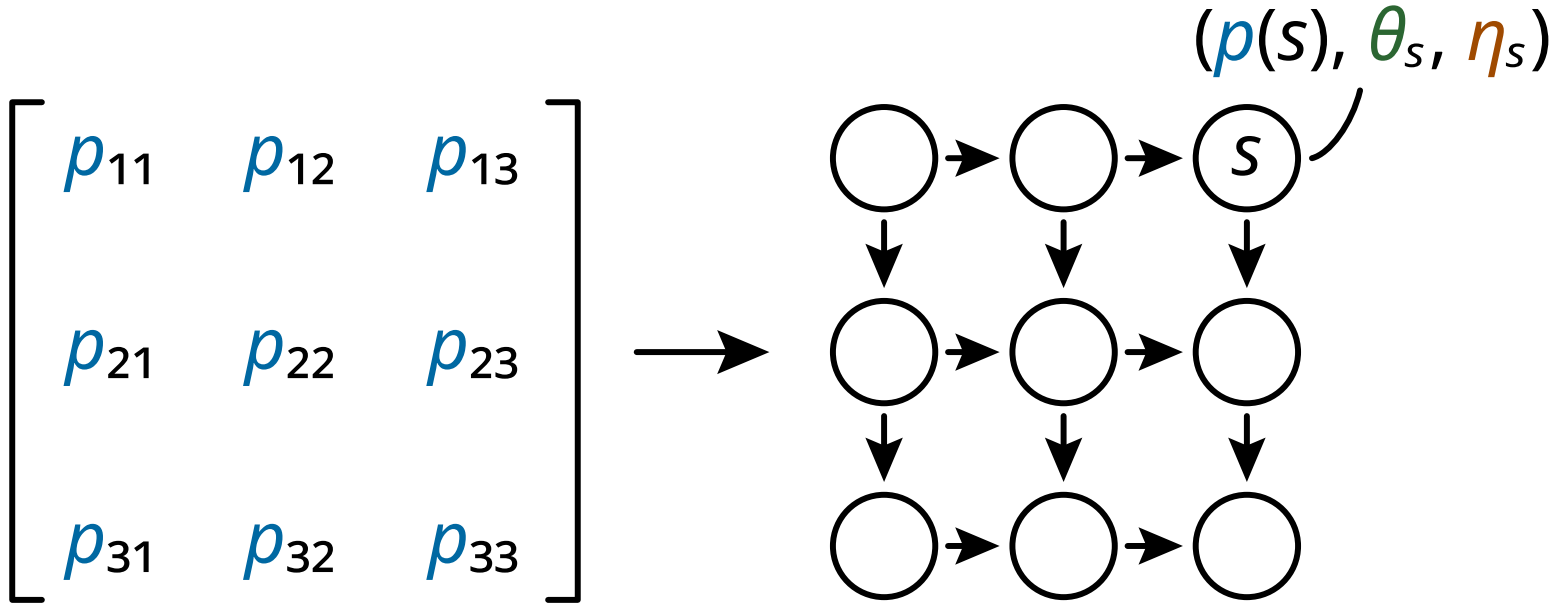 (p(s), θₛ, ηₛ)
p₁₁ p₁₂ p₁₃
s
p₂₁ p₂₂ p₂₃
p₃₁ p₃₂ p₃₃